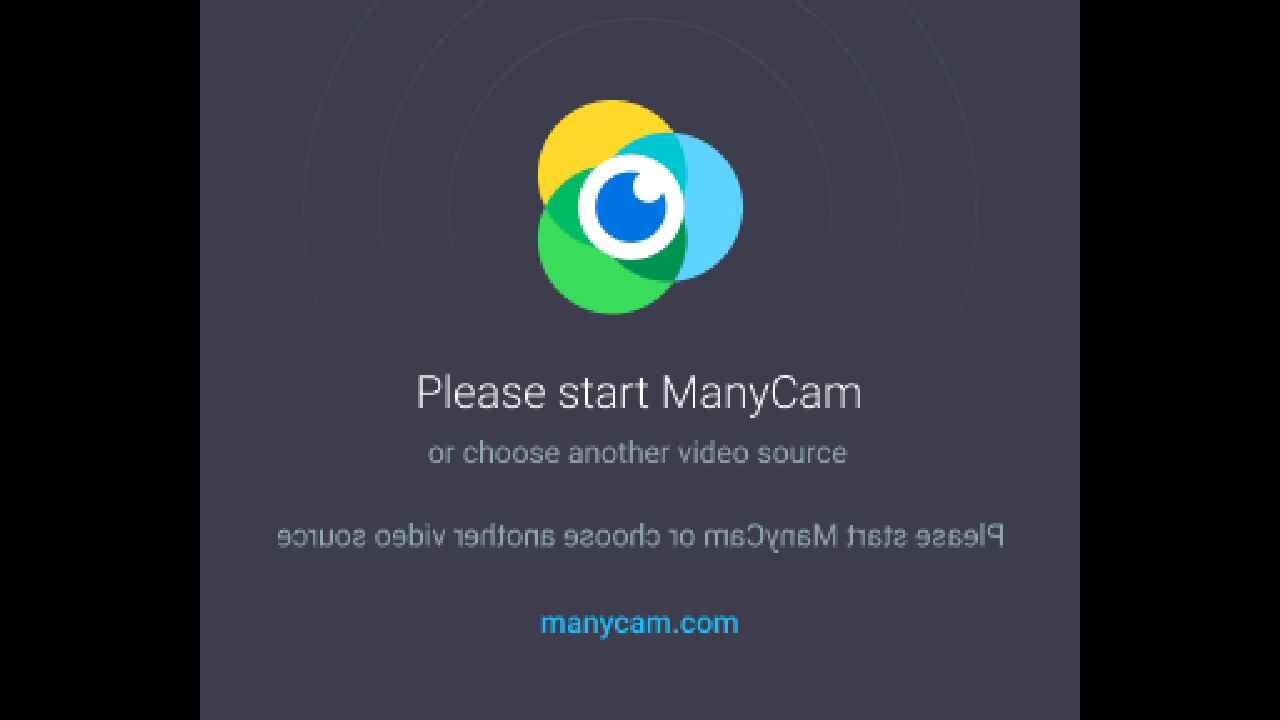 Please start ManyCam
or choose another video source
Please start ManyCam or choose another video source
manycam.com